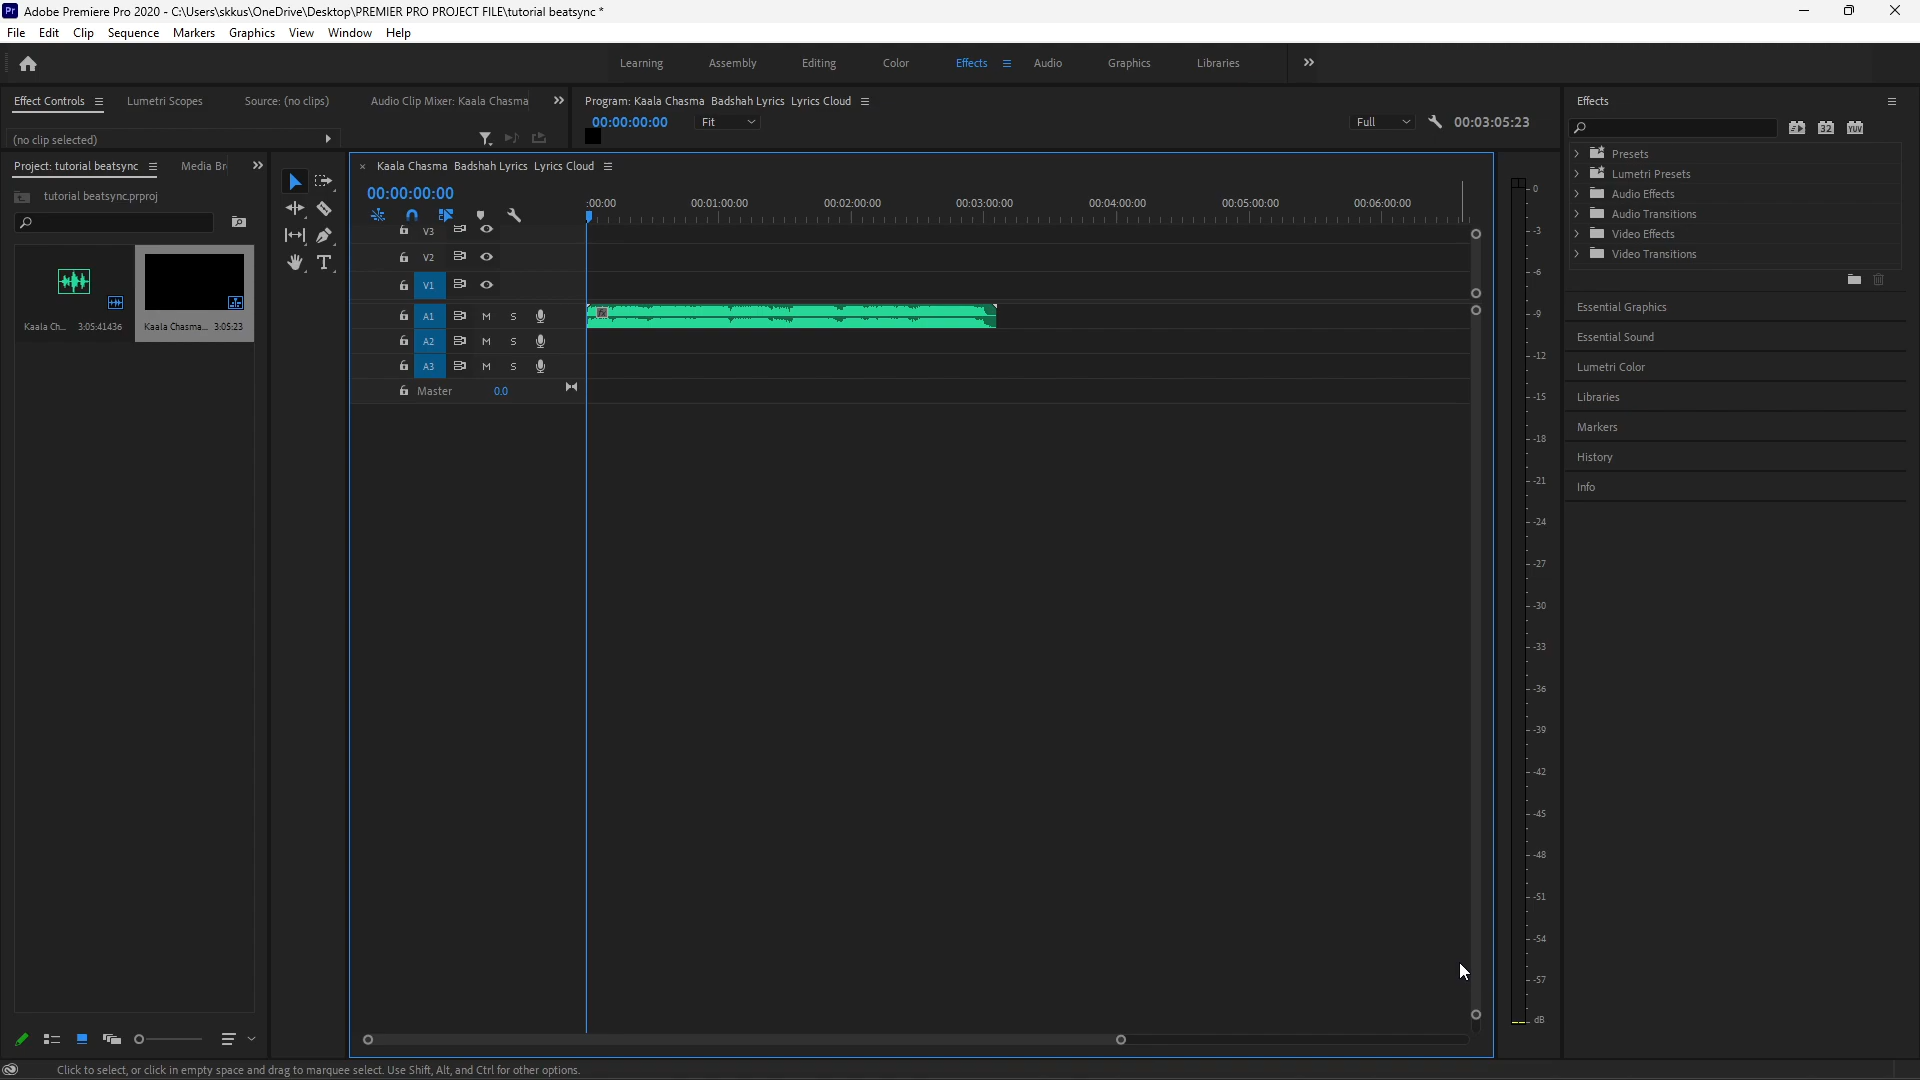 Pr Adobe Premiere Pro 2020 - C:\Users\skkus\OneDrive\Desktop\PREMIER PRO PROJECT FILE\tutorial beatsync *
File Edit Clip Sequence Markers Graphics View Window Help
Learning Assembly Editing Color Effects Audio Graphics Libraries
Effect Controls Lumetri Scopes Source: (no clips) Audio Clip Mixer: Kaala Chasma
(no clip selected)
Program: Kaala Chasma Badshah Lyrics Lyrics Cloud
00:00:00:00 Fit Full 00:03:05:23
Effects
32 YUV
Presets
Lumetri Presets
Audio Effects
Audio Transitions
Video Effects
Video Transitions
Essential Graphics
Essential Sound
Lumetri Color
Libraries
Markers
History
Info
Project: tutorial beatsync Media Br
tutorial beatsync.prproj
Kaala Ch... 3:05:41436
Kaala Chasma... 3:05:23
T
× Kaala Chasma Badshah Lyrics Lyrics Cloud
00:00:00:00
:00:00 00:01:00:00 00:02:00:00 00:03:00:00 00:04:00:00 00:05:00:00 00:06:00:00
V3
V2
V1
A1 M S
fx
A2 M S
A3 M S
Master 0.0
0
-3
-6
-9
-12
-15
-18
-21
-24
-27
-30
-33
-36
-39
-42
-45
-48
-51
-54
-57
dB
Click to select, or click in empty space and drag to marquee select. Use Shift, Alt, and Ctrl for other options.